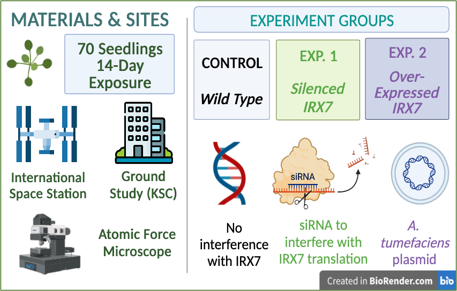 MATERIALS & SITES
70 Seedlings
14-Day
Exposure
International
Space Station
Ground
Study (KSC)
Atomic Force
Microscope
EXPERIMENT GROUPS
CONTROL
Wild Type
EXP. 1
Silenced
IRX7
EXP. 2
Over-
Expressed
IRX7
siRNA
No
interference
with IRX7
siRNA to
interfere with
IRX7 translation
A.
tumefaciens
plasmid
Created in BioRender.com bio